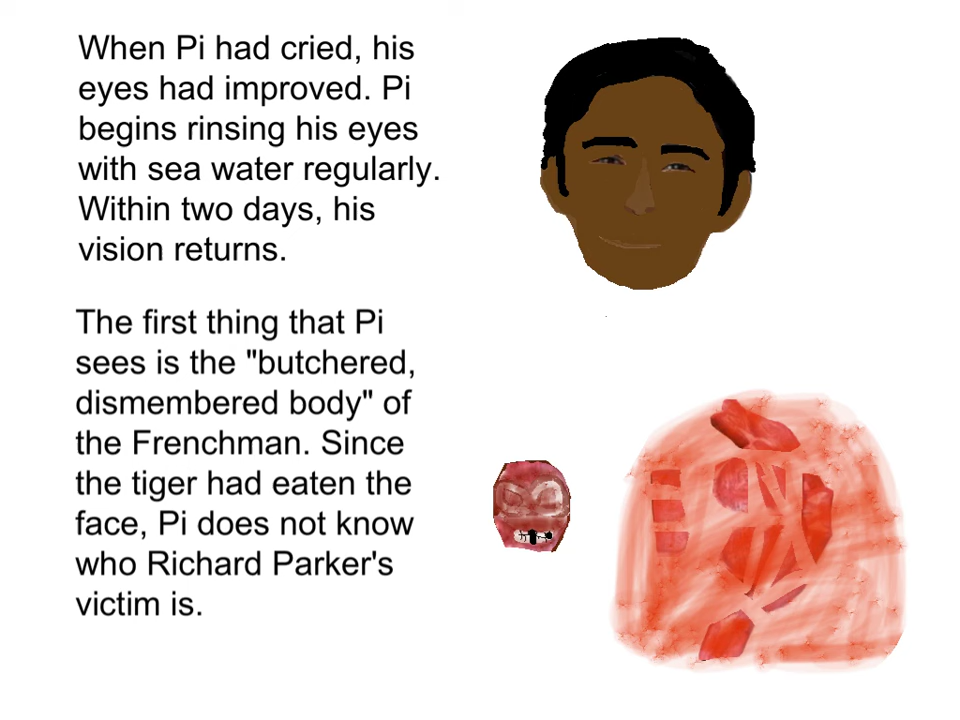 When Pi had cried, his
eyes had improved. Pi
begins rinsing his eyes
with sea water regularly.
Within two days, his
vision returns.
The first thing that Pi
sees is the "butchered,
dismembered body" of
the Frenchman. Since
the tiger had eaten the
face, Pi does not know
who Richard Parker's
victim is.